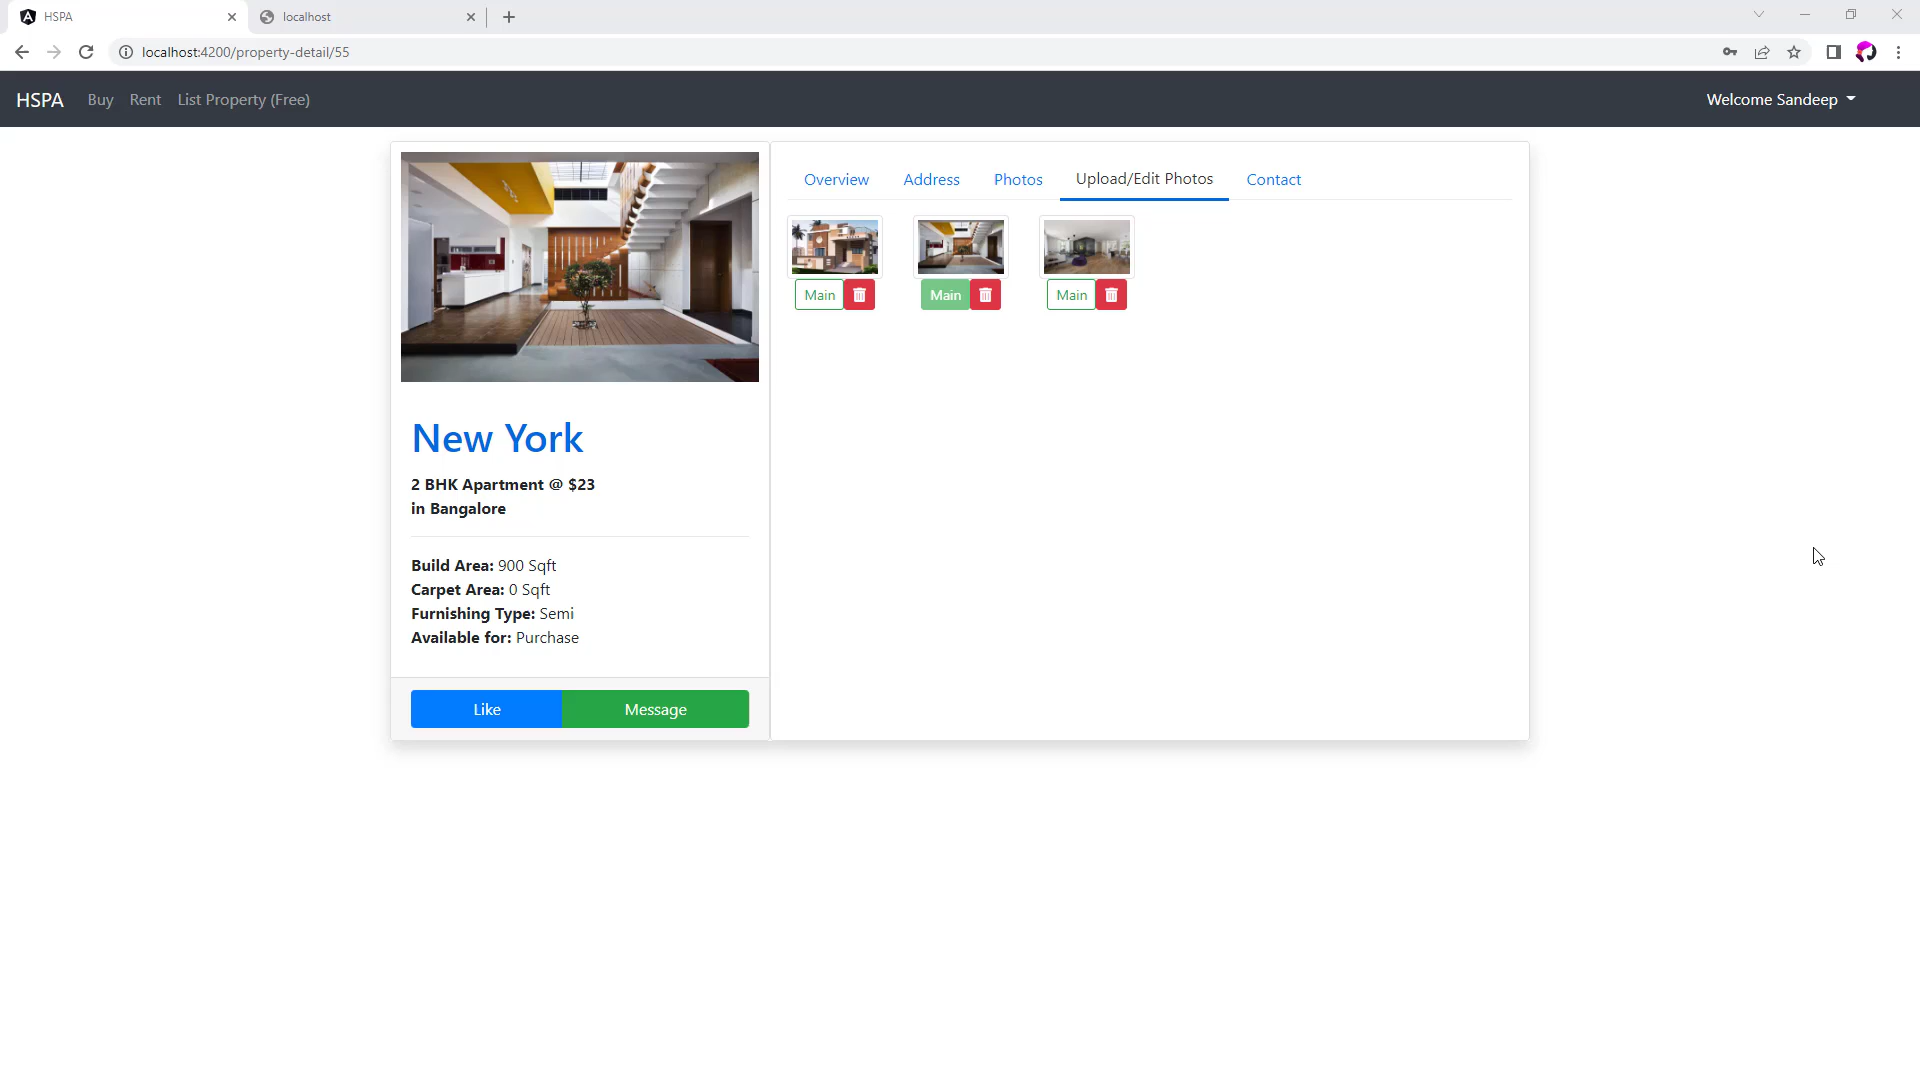 HSPA
localhost
localhost:4200/property-detail/55
HSPA
Buy
Rent
List Property (Free)
Welcome Sandeep
Overview
Address
Photos
Upload/Edit Photos
Contact
Main
Main
Main
New York
2 BHK Apartment @ $23
in Bangalore
Build Area: 900 Sqft
Carpet Area: 0 Sqft
Furnishing Type: Semi
Available for: Purchase
Like
Message